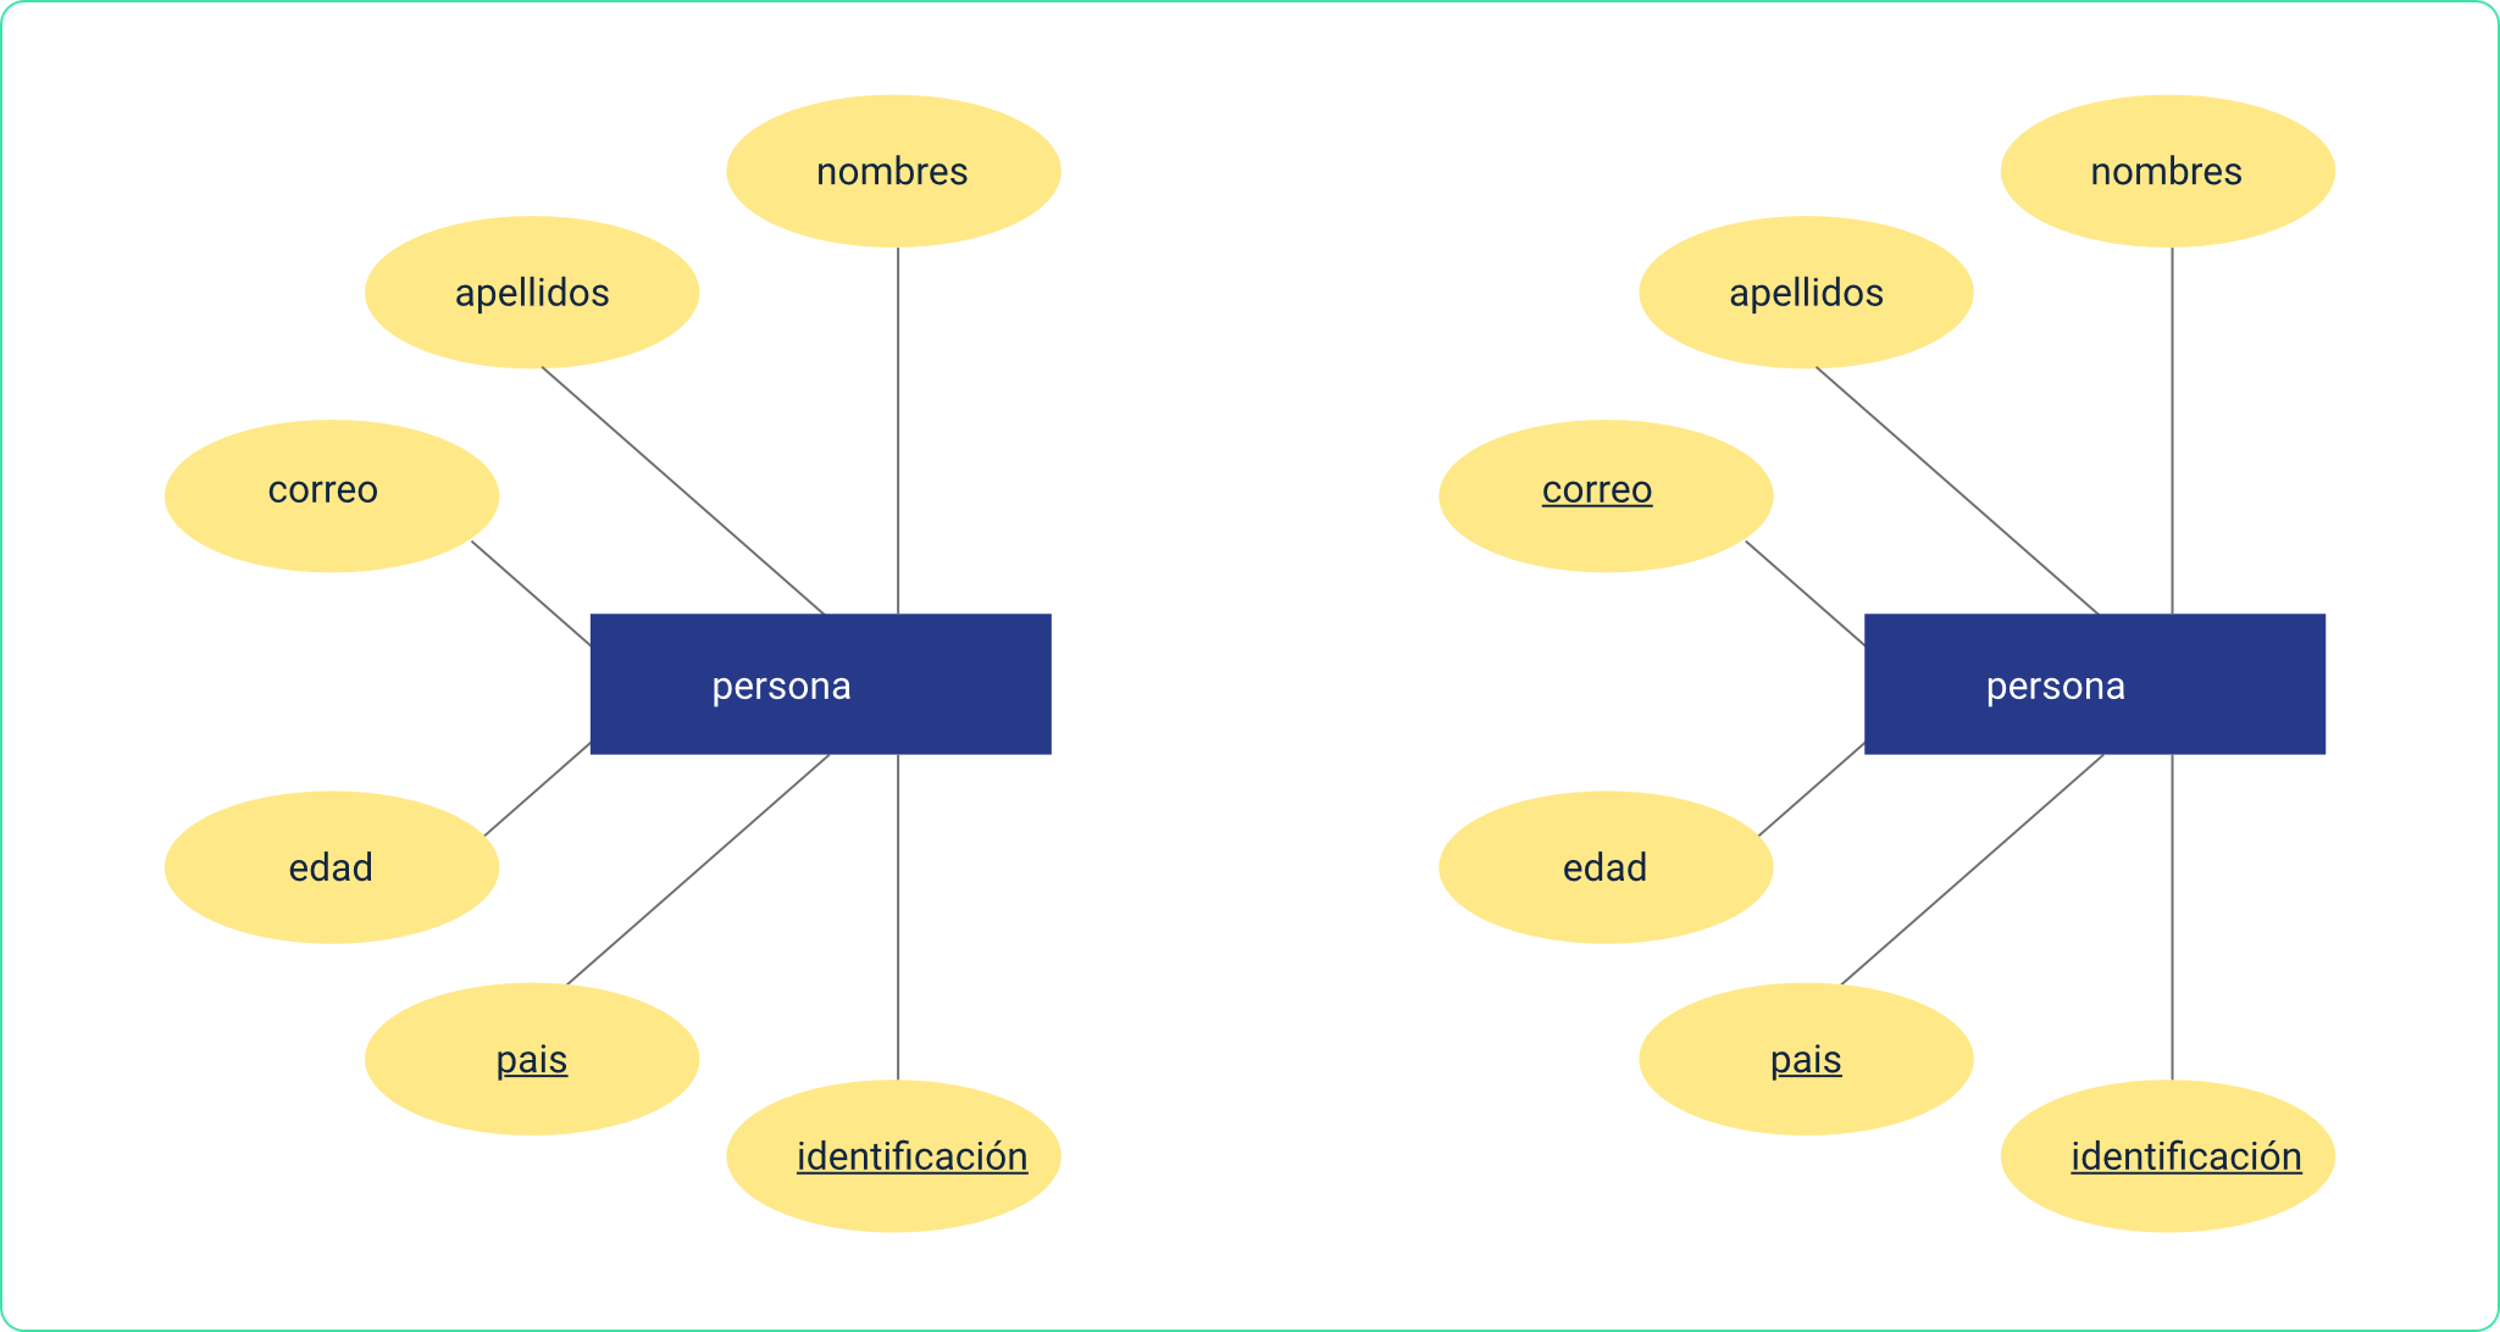 nombres
apellidos
correo
persona
edad
pais
identificación
nombres
apellidos
correo
persona
edad
pais
identificación